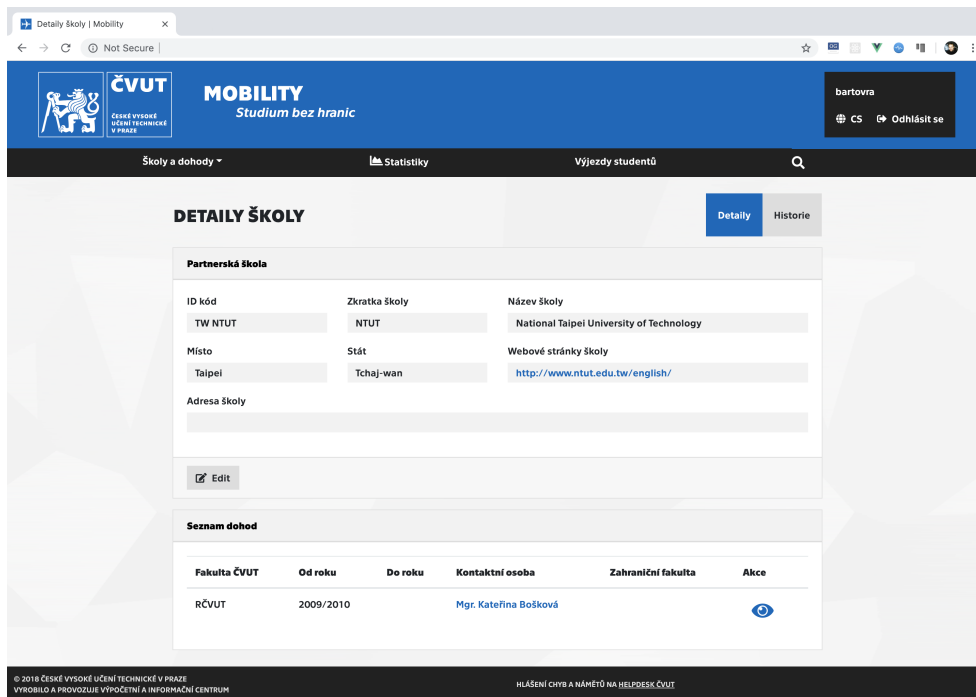 Detaily školy | Mobility
Not Secure
ČVUT
ČESKÉ VYSOKÉ
UČENÍ TECHNICKÉ
V PRAZE
MOBILITY
Studium bez hranic
bartovra
CS Odhlásit se
Školy a dohody Statistiky Výjezdy studentů
DETAILY ŠKOLY
Detaily Historie
Partnerská škola
ID kód Zkratka školy Název školy
TW NTUT NTUT National Taipei University of Technology
Místo Stát Webové stránky školy
Taipei Tchaj-wan http://www.ntut.edu.tw/english/
Adresa školy
Edit
Seznam dohod
Fakulta ČVUT Od roku Do roku Kontaktní osoba Zahraniční fakulta Akce
RČVUT 2009/2010 Mgr. Kateřina Bošková
© 2018 ČESKÉ VYSOKÉ UČENÍ TECHNICKÉ V PRAZE
VYROBILO A PROVOZUJE VÝPOČETNÍ A INFORMAČNÍ CENTRUM
HLÁŠENÍ CHYB A NÁMĚTŮ NA HELPDESK ČVUT